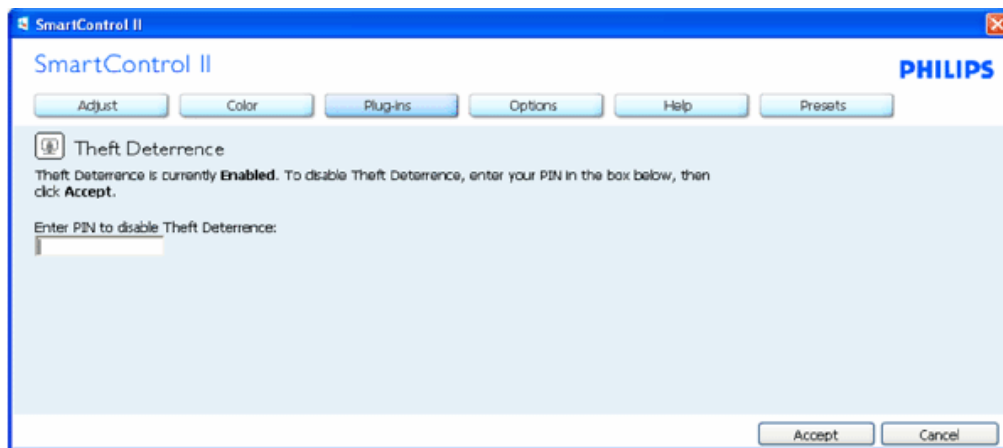 SmartControl II
SmartControl II
PHILIPS
Adjust Color Plug-ins Options Help Presets
Theft Deterrence
Theft Deterrence is currently Enabled. To disable Theft Deterrence, enter your PIN in the box below, then
click Accept.
Enter PIN to disable Theft Deterrence:
Accept Cancel